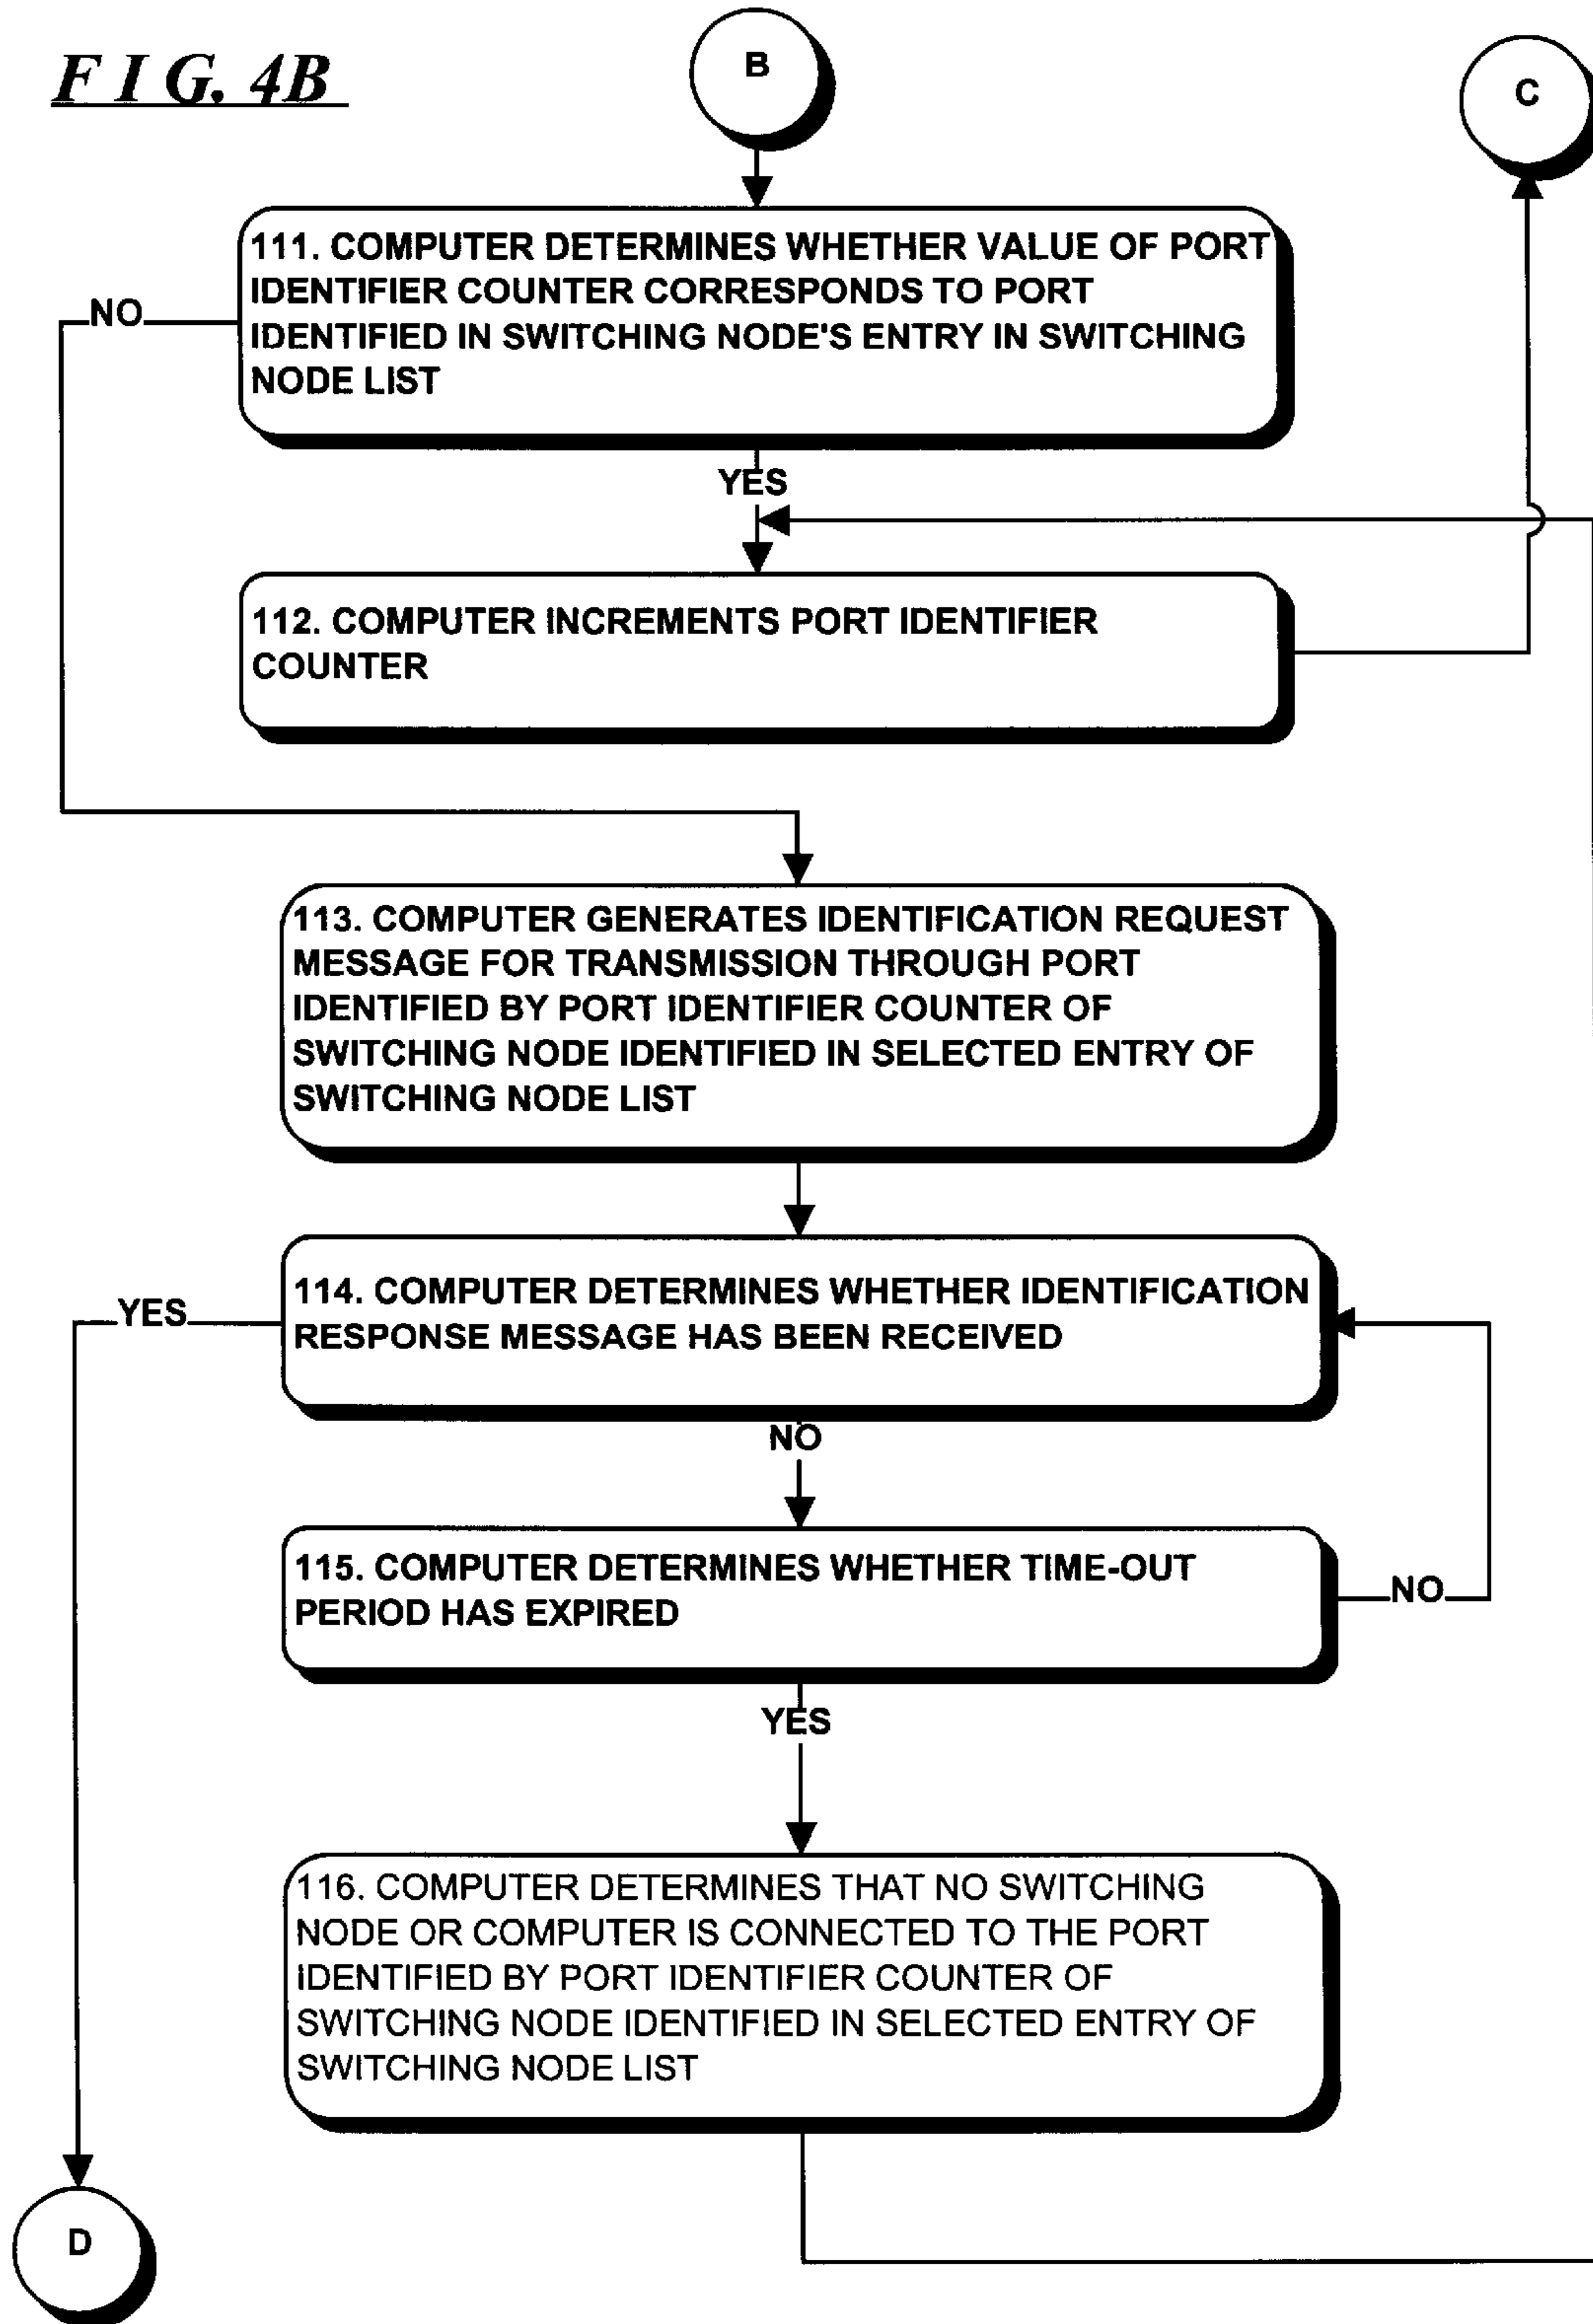 F I G. 4B
B
C
111. COMPUTER DETERMINES WHETHER VALUE OF PORT
IDENTIFIER COUNTER CORRESPONDS TO PORT
IDENTIFIED IN SWITCHING NODE'S ENTRY IN SWITCHING
NODE LIST
NO
YES
112. COMPUTER INCREMENTS PORT IDENTIFIER
COUNTER
113. COMPUTER GENERATES IDENTIFICATION REQUEST
MESSAGE FOR TRANSMISSION THROUGH PORT
IDENTIFIED BY PORT IDENTIFIER COUNTER OF
SWITCHING NODE IDENTIFIED IN SELECTED ENTRY OF
SWITCHING NODE LIST
114. COMPUTER DETERMINES WHETHER IDENTIFICATION
RESPONSE MESSAGE HAS BEEN RECEIVED
YES
NO
115. COMPUTER DETERMINES WHETHER TIME-OUT
PERIOD HAS EXPIRED
NO
YES
116. COMPUTER DETERMINES THAT NO SWITCHING
NODE OR COMPUTER IS CONNECTED TO THE PORT
IDENTIFIED BY PORT IDENTIFIER COUNTER OF
SWITCHING NODE IDENTIFIED IN SELECTED ENTRY OF
SWITCHING NODE LIST
D